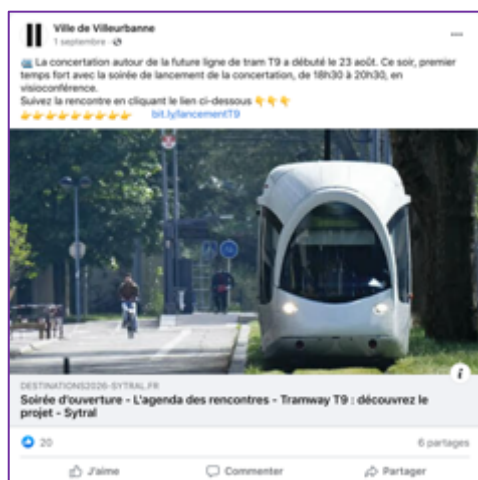 Ville de Villeurbanne
1 septembre
La concertation autour de la future ligne de tram T9 a débuté le 23 août. Ce soir, premier
temps fort avec la soirée de lancement de la concertation, de 18h30 à 20h30, en
visioconférence.
Suivez la rencontre en cliquant le lien ci-dessous
bit.ly/lancementT9
DESTINATIONS2026-SYTRAL.FR
Soirée d'ouverture - L'agenda des rencontres - Tramway T9 : découvrez le
projet - Sytral
20
6 partages
J'aime
Commenter
Partager